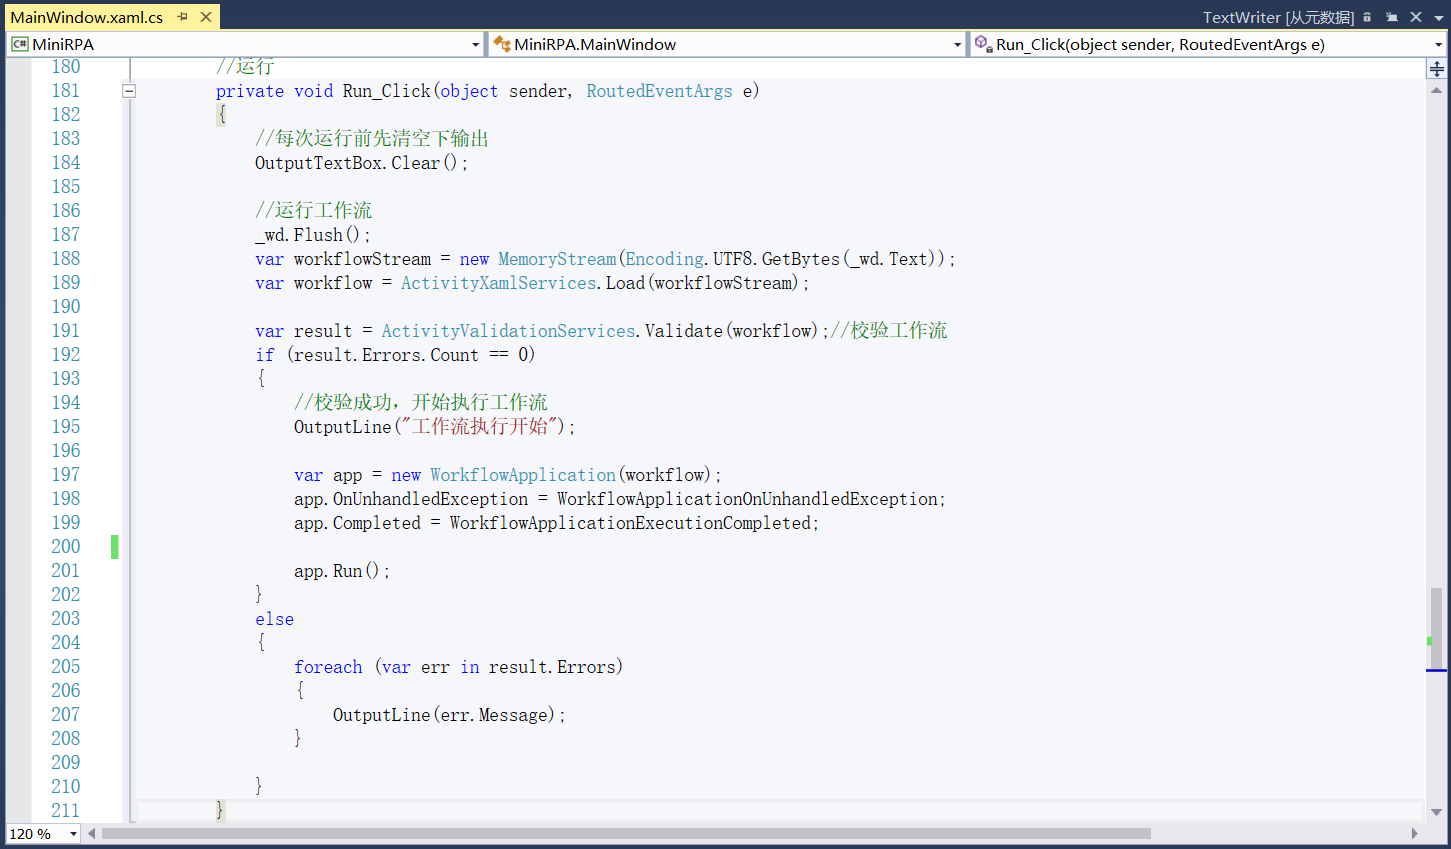 MainWindow.xaml.cs
TextWriter [从元数据]
C# MiniRPA
MiniRPA.MainWindow
Run_Click(object sender, RoutedEventArgs e)
180 //运行
181 private void Run_Click(object sender, RoutedEventArgs e)
182 {
183 //每次运行前先清空下输出
184 OutputTextBox.Clear();
185
186 //运行工作流
187 _wd.Flush();
188 var workflowStream = new MemoryStream(Encoding.UTF8.GetBytes(_wd.Text));
189 var workflow = ActivityXamlServices.Load(workflowStream);
190
191 var result = ActivityValidationServices.Validate(workflow);//校验工作流
192 if (result.Errors.Count == 0)
193 {
194 //校验成功，开始执行工作流
195 OutputLine("工作流执行开始");
196
197 var app = new WorkflowApplication(workflow);
198 app.OnUnhandledException = WorkflowApplicationOnUnhandledException;
199 app.Completed = WorkflowApplicationExecutionCompleted;
200
201 app.Run();
202 }
203 else
204 {
205 foreach (var err in result.Errors)
206 {
207 OutputLine(err.Message);
208 }
209
210 }
211 }
120 %